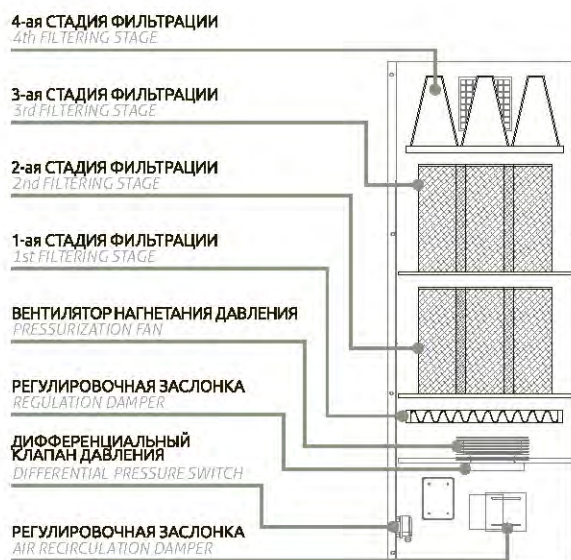 4-ая СТАДИЯ ФИЛЬТРАЦИИ
4th FILTERING STAGE
3-ая СТАДИЯ ФИЛЬТРАЦИИ
3rd FILTERING STAGE
2-ая СТАДИЯ ФИЛЬТРАЦИИ
2nd FILTERING STAGE
1-ая СТАДИЯ ФИЛЬТРАЦИИ
1st FILTERING STAGE
ВЕНТИЛЯТОР НАГНЕТАНИЯ ДАВЛЕНИЯ
PRESSURIZATION FAN
РЕГУЛИРОВОЧНАЯ ЗАСЛОНКА
REGULATION DAMPER
ДИФФЕРЕНЦИАЛЬНЫЙ
КЛАПАН ДАВЛЕНИЯ
DIFFERENTIAL PRESSURE SWITCH
РЕГУЛИРОВОЧНАЯ ЗАСЛОНКА
AIR RECIRCULATION DAMPER